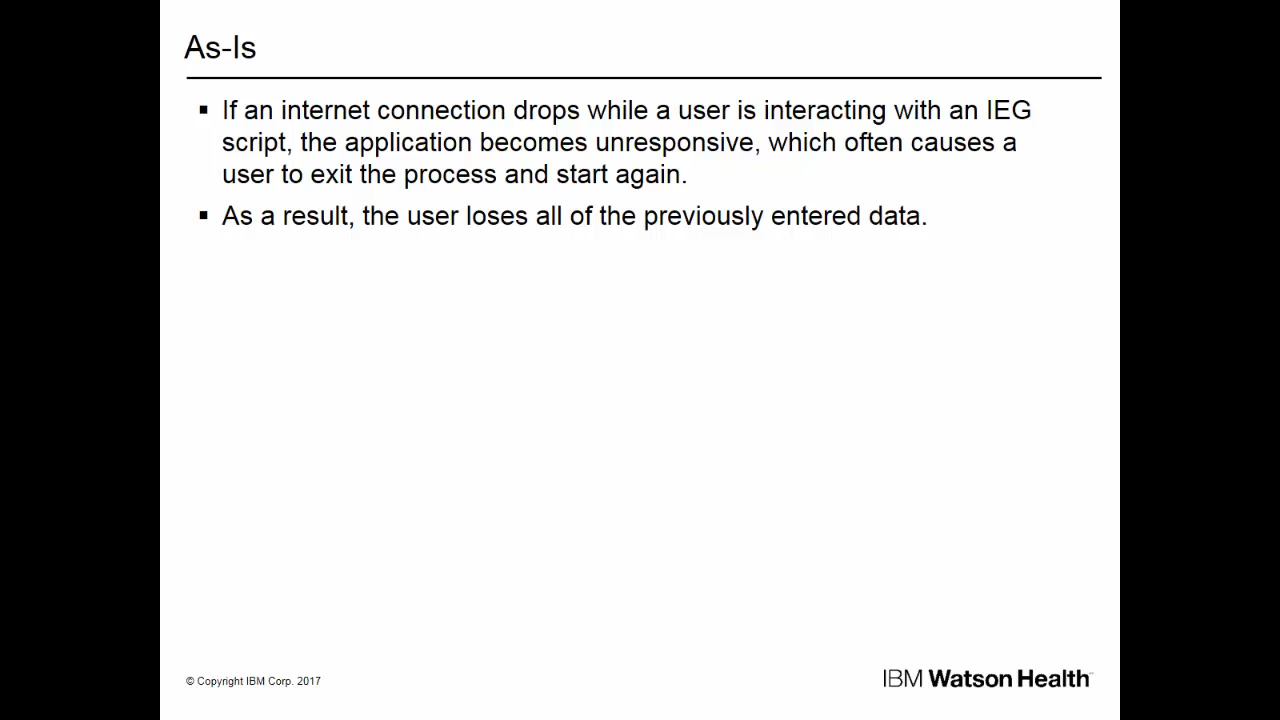 As-Is
▪ If an internet connection drops while a user is interacting with an IEG
script, the application becomes unresponsive, which often causes a
user to exit the process and start again.
▪ As a result, the user loses all of the previously entered data.
© Copyright IBM Corp. 2017
IBM Watson Health